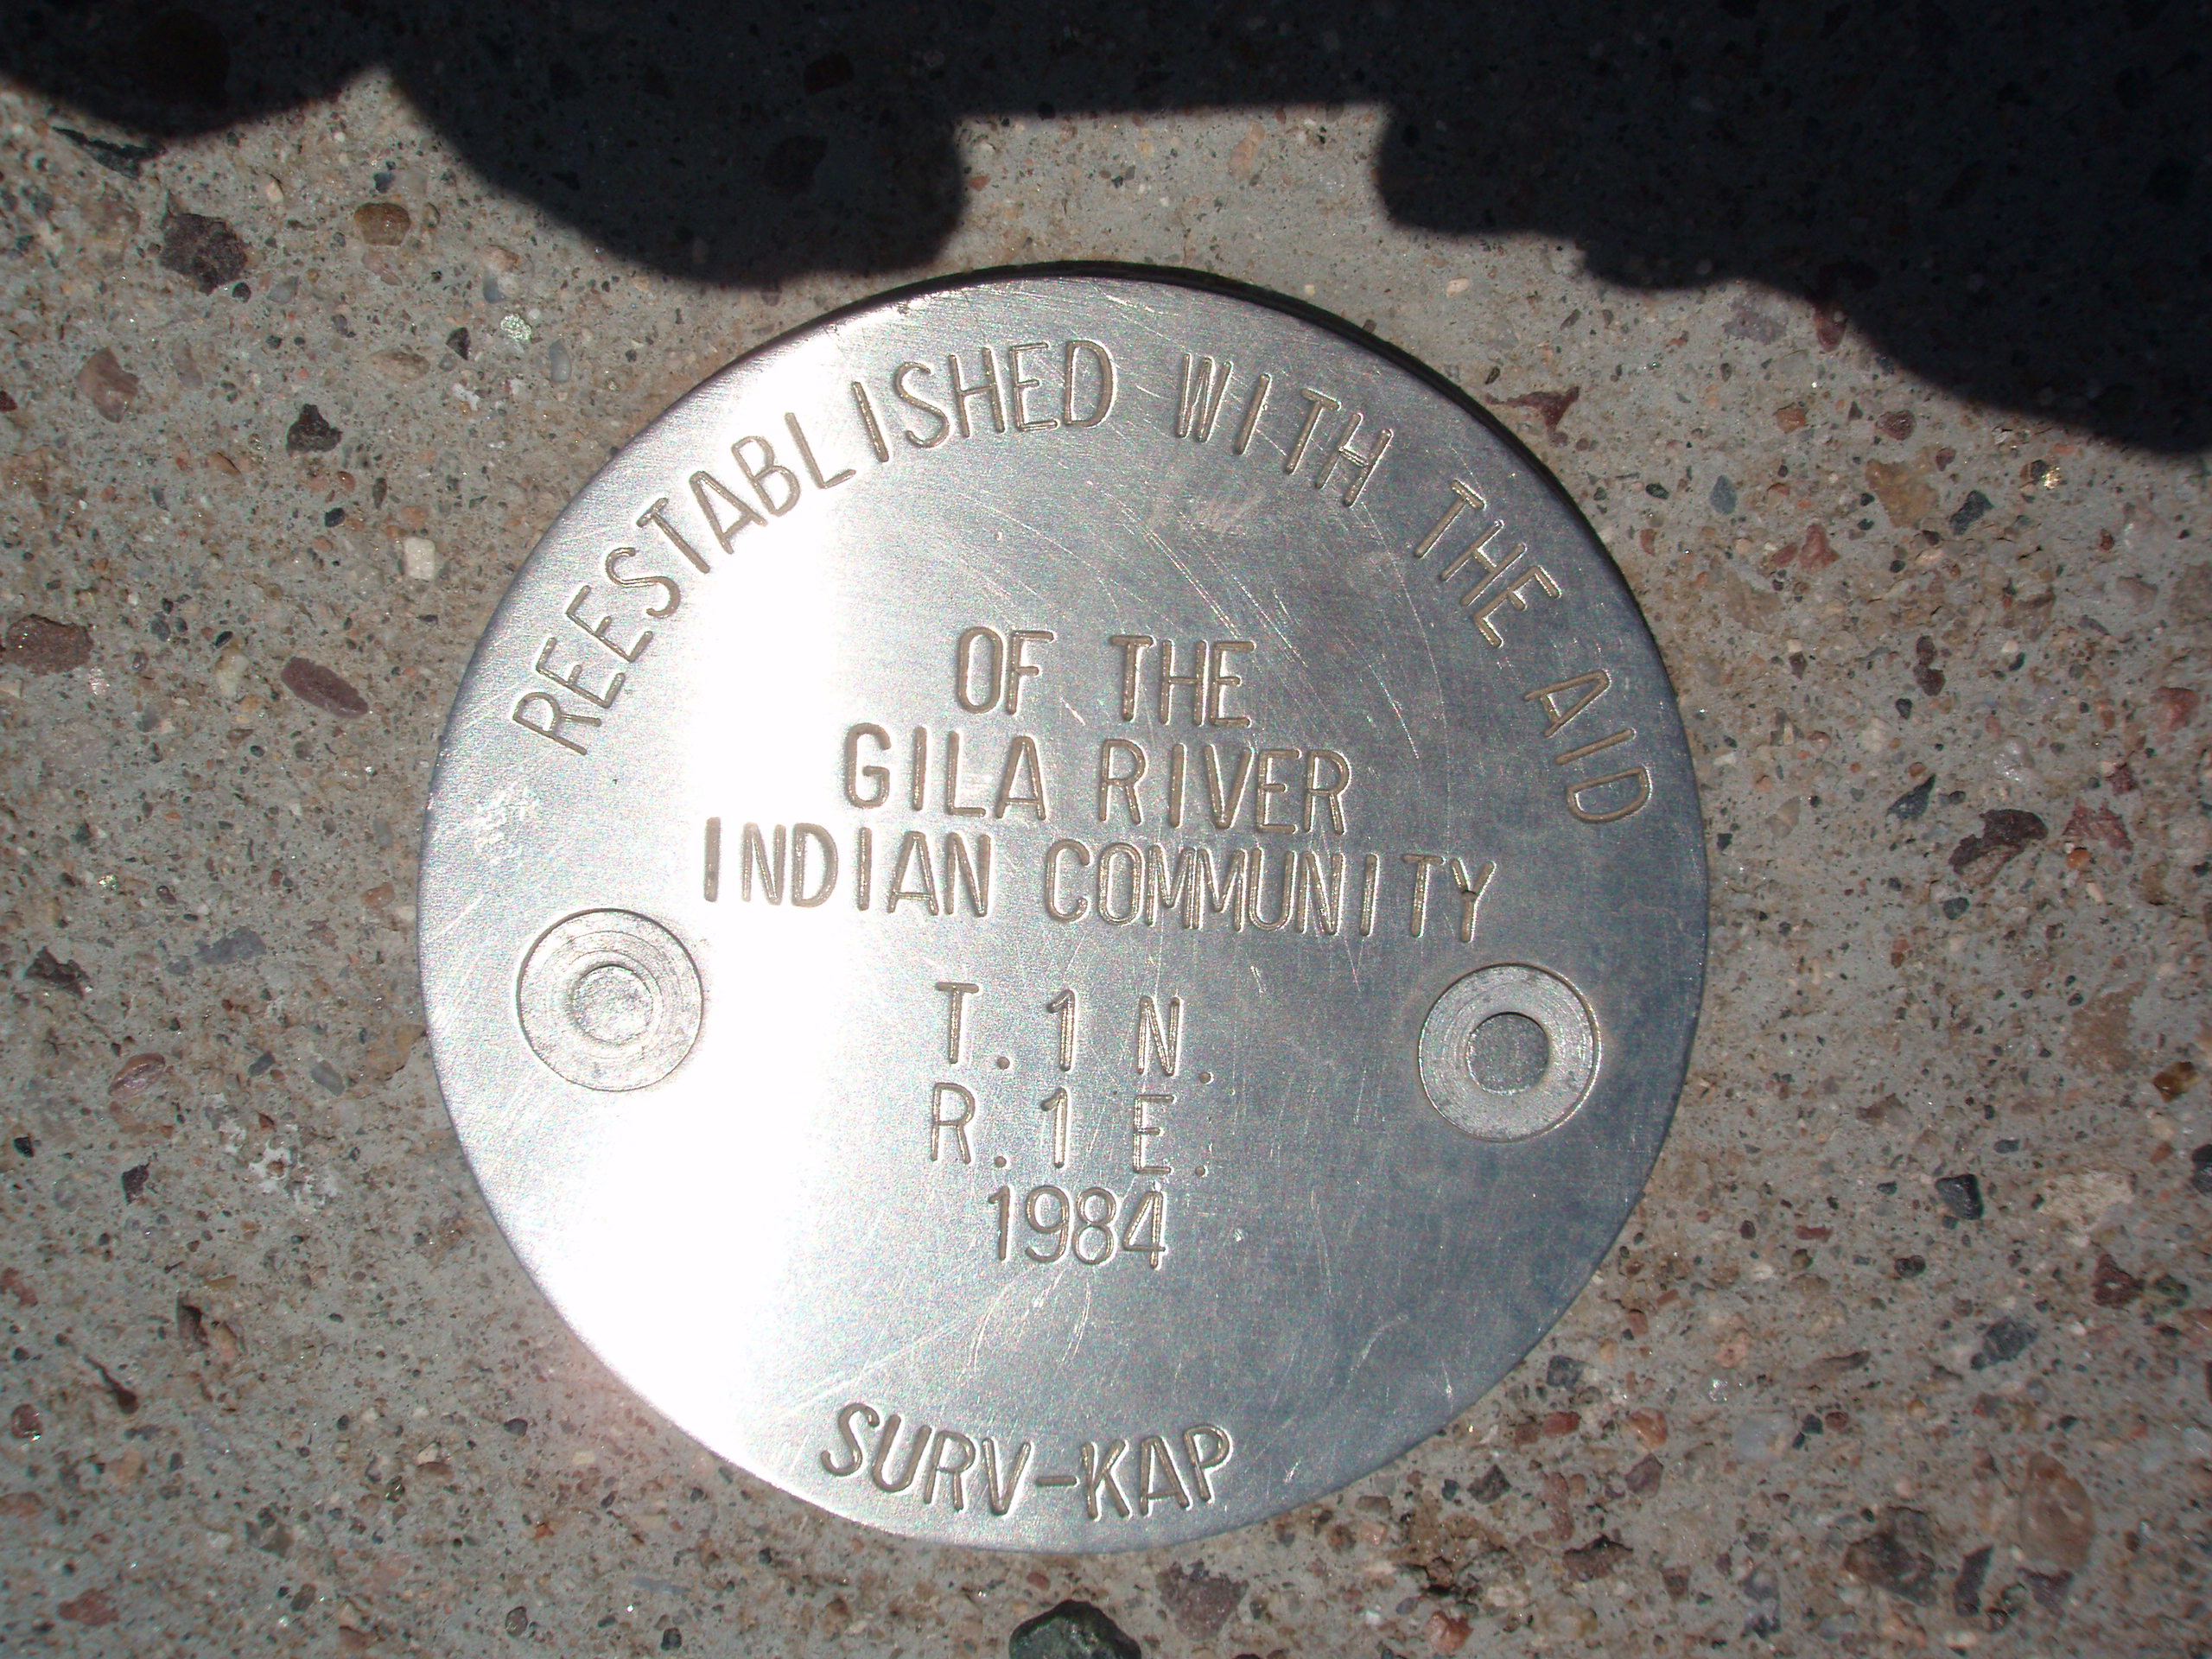 REESTABLISHED WITH THE AID
OF THE
GILA RIVER
INDIAN COMMUNITY
T. 1 N.
R. 1 E.
1984
SURV-KAP